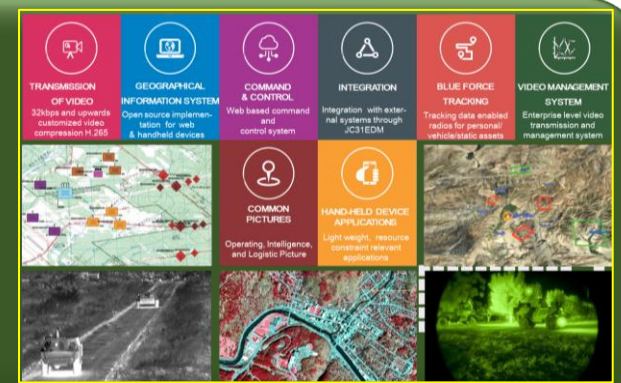 TRANSMISSION
OF VIDEO
32kbps and upwards
customized video
compression H.265
GEOGRAPHICAL
INFORMATION SYSTEM
Open source implemen-
tation for web
& handheld devices
COMMAND
& CONTROL
Web based command
and
control system
INTEGRATION
Integration with exter-
nal systems through
JC31EDM
BLUE FORCE
TRACKING
Tracking data enabled
radios for personal/
vehicle/static assets
VIDEO MANAGEMENT
SYSTEM
Enterprise level video
transmission and
management system
COMMON
PICTURES
Operating, Intelligence,
and Logistic Picture
HAND-HELD DEVICE
APPLICATIONS
Light weight, resource
constraint relevant
applications